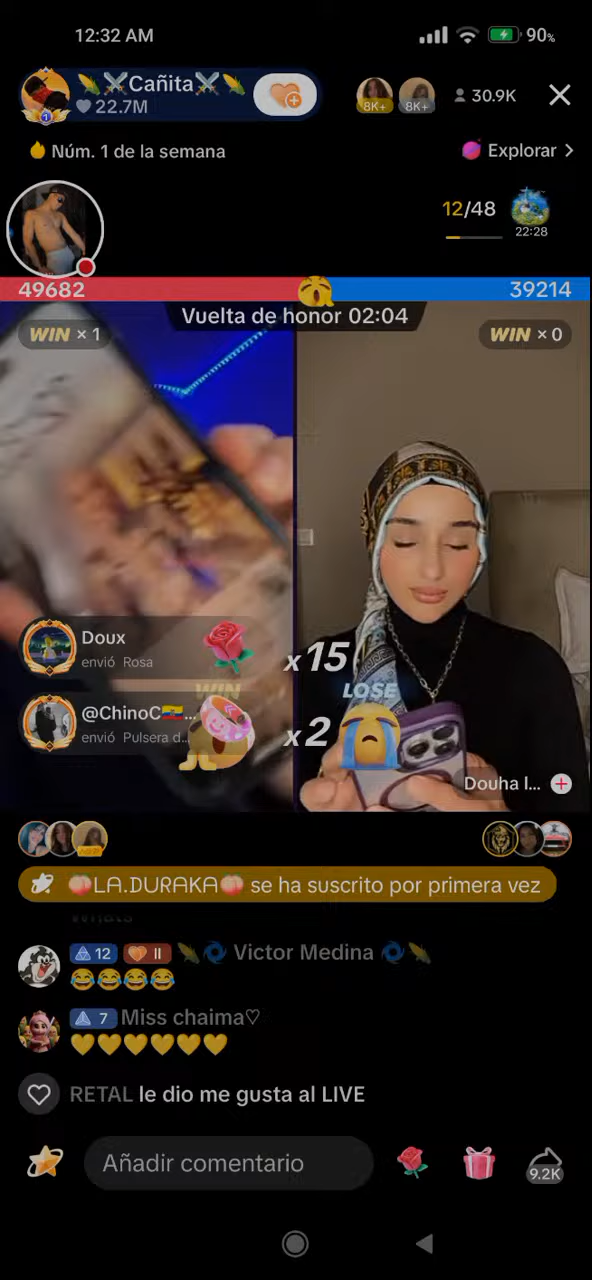 12:32 AM
90%
🌽⚔️Cañita⚔️🌽
22.7M
8K+
8K+
30.9K
Núm. 1 de la semana
Explorar
12/48
22:28
49682
39214
Vuelta de honor 02:04
WIN × 1
WIN × 0
Doux
envió Rosa
x15
WIN
LOSE
@ChinoC🇪🇨...
envió Pulsera d...
x2
Douha l...
🍑LA.DURAKA🍑 se ha suscrito por primera vez
Whats
12 II 🌽🌀 Victor Medina 🌀🌽
😂😂😂😂
7 Miss chaima♡
💛💛💛💛💛💛
RETAL le dio me gusta al LIVE
Añadir comentario
9.2K